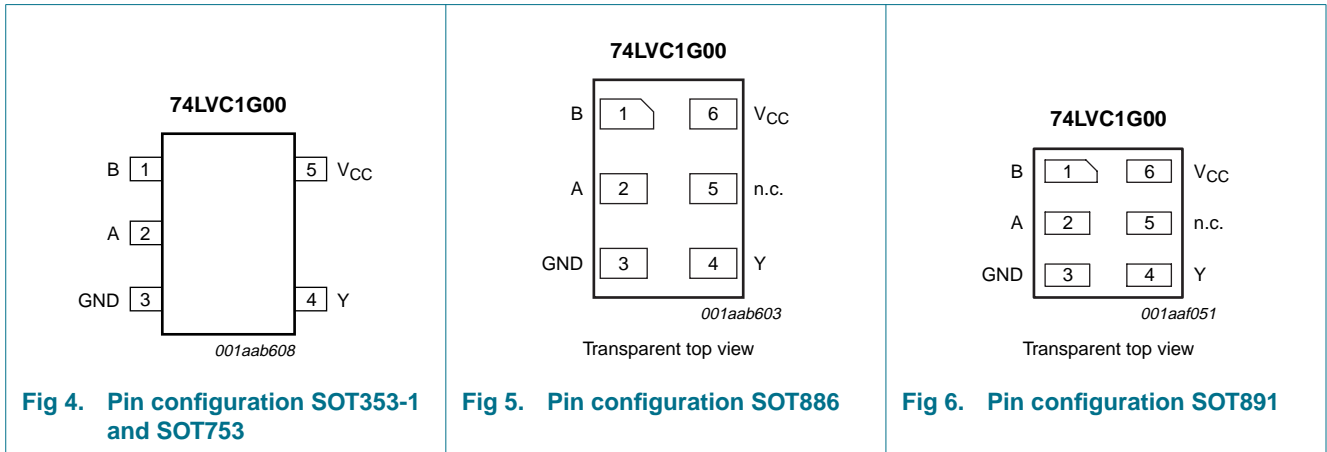 74LVC1G00
B 1 5 VCC
A 2
GND 3 4 Y
001aab608
Fig 4. Pin configuration SOT353-1
and SOT753
74LVC1G00
B 1 6 VCC
A 2 5 n.c.
GND 3 4 Y
001aab603
Transparent top view
Fig 5. Pin configuration SOT886
74LVC1G00
B 1 6 VCC
A 2 5 n.c.
GND 3 4 Y
001aaf051
Transparent top view
Fig 6. Pin configuration SOT891